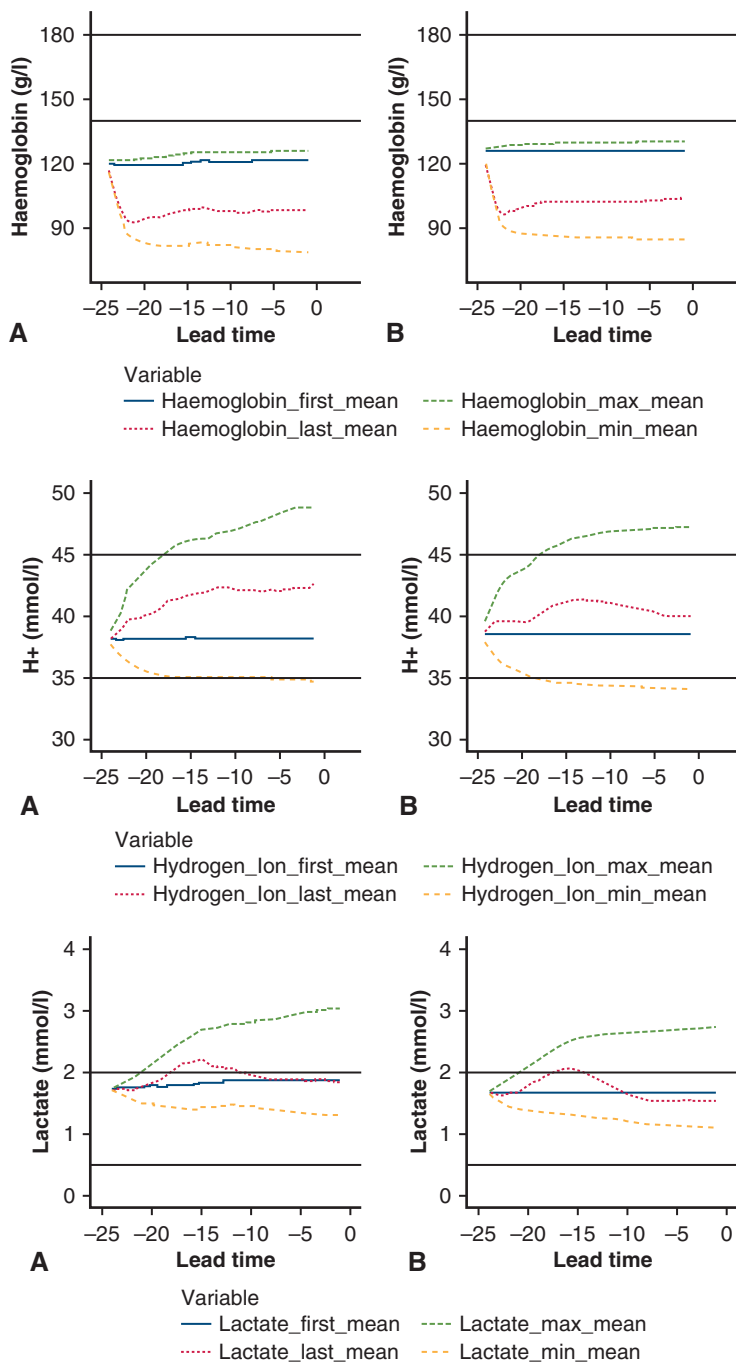 Haemoglobin (g/l)
180
150
120
90
−25 −20 −15 −10 −5 0
Lead time
A
Haemoglobin (g/l)
180
150
120
90
−25 −20 −15 −10 −5 0
Lead time
B
Variable
Haemoglobin_first_mean Haemoglobin_max_mean
Haemoglobin_last_mean Haemoglobin_min_mean
H+ (mmol/l)
50
45
40
35
30
−25 −20 −15 −10 −5 0
Lead time
A
H+ (mmol/l)
50
45
40
35
30
−25 −20 −15 −10 −5 0
Lead time
B
Variable
Hydrogen_Ion_first_mean Hydrogen_Ion_max_mean
Hydrogen_Ion_last_mean Hydrogen_Ion_min_mean
Lactate (mmol/l)
4
3
2
1
0
−25 −20 −15 −10 −5 0
Lead time
A
Lactate (mmol/l)
4
3
2
1
0
−25 −20 −15 −10 −5 0
Lead time
B
Variable
Lactate_first_mean Lactate_max_mean
Lactate_last_mean Lactate_min_mean